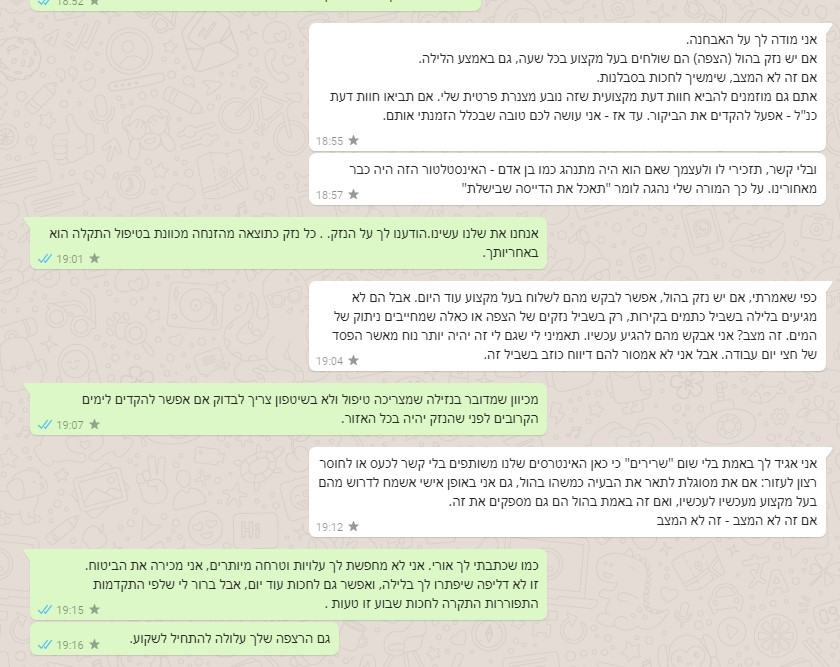 18:52
אני מודה לך על האבחנה.
אם יש נזק בהול (הצפה) הם שולחים בעל מקצוע בכל שעה, גם באמצע הלילה.
אם זה לא המצב, שימשיך לחכות בסבלנות.
אתם גם מוזמנים להביא חוות דעת מקצועית שזה נובע מצנרת פרטית שלי. אם תביאו חוות דעת
כנ"ל - אפעל להקדים את הביקור. עד אז - אני עושה לכם טובה שבכלל הזמנתי אותם.
18:55
ובלי קשר, תזכירי לו ולעצמך שאם הוא היה מתנהג כמו בן אדם - האינסטלטור הזה היה כבר
מאחורינו. על כך המורה שלי נהגה לומר "תאכל את הדייסה שבישלת"
18:57
אנחנו את שלנו עשינו.הודענו לך על הנזק. . כל נזק כתוצאה מהזנחה מכוונת בטיפול התקלה הוא
באחריותך.
19:01
כפי שאמרתי, אם יש נזק בהול, אפשר לבקש מהם לשלוח בעל מקצוע עוד היום. אבל הם לא
מגיעים בלילה בשביל כתמים בקירות, רק בשביל נזקים של הצפה או כאלה שמחייבים ניתוק של
המים. זה מצב? אני אבקש מהם להגיע עכשיו. תאמיני לי שגם לי זה יהיה יותר נוח מאשר הפסד
של חצי יום עבודה. אבל אני לא אמסור להם דיווח כוזב בשביל זה.
19:04
מכיוון שמדובר בנזילה שמצריכה טיפול ולא בשיטפון צריך לבדוק אם אפשר להקדים לימים
הקרובים לפני שהנזק יהיה בכל האזור.
19:07
אני אגיד לך באמת בלי שום "שרירים" כי כאן האינטרסים שלנו משותפים בלי קשר לכעס או לחוסר
רצון לעזור: אם את מסוגלת לתאר את הבעיה כמשהו בהול, גם אני באופן אישי אשמח לדרוש מהם
בעל מקצוע מעכשיו לעכשיו, ואם זה באמת בהול הם גם מספקים את זה.
אם זה לא המצב - זה לא המצב
19:12
כמו שכתבתי לך אורי. אני לא מחפשת לך עלויות וטרחה מיותרים, אני מכירה את הביטוח.
זו לא דליפה שיפתרו לך בלילה, ואפשר גם לחכות עוד יום, אבל ברור לי שלפי התקדמות
התפוררות התקרה לחכות שבוע זו טעות .
19:15
גם הרצפה שלך עלולה להתחיל לשקוע.
19:16